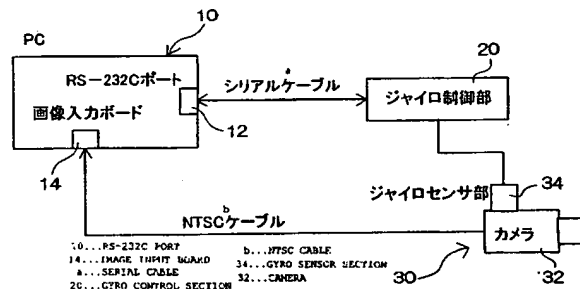 10
PC
20
RS-232Cポート
a
シリアルケーブル
ジャイロ制御部
画像入力ボード
12
14
34
ジャイロセンサ部
b
NTSCケーブル
カメラ
30
32
10...RS-232C PORT
14...IMAGE INPUT BOARD
a...SERIAL CABLE
20...GYRO CONTROL SECTION
b...NTSC CABLE
34...GYRO SENSOR SECTION
32...CAMERA